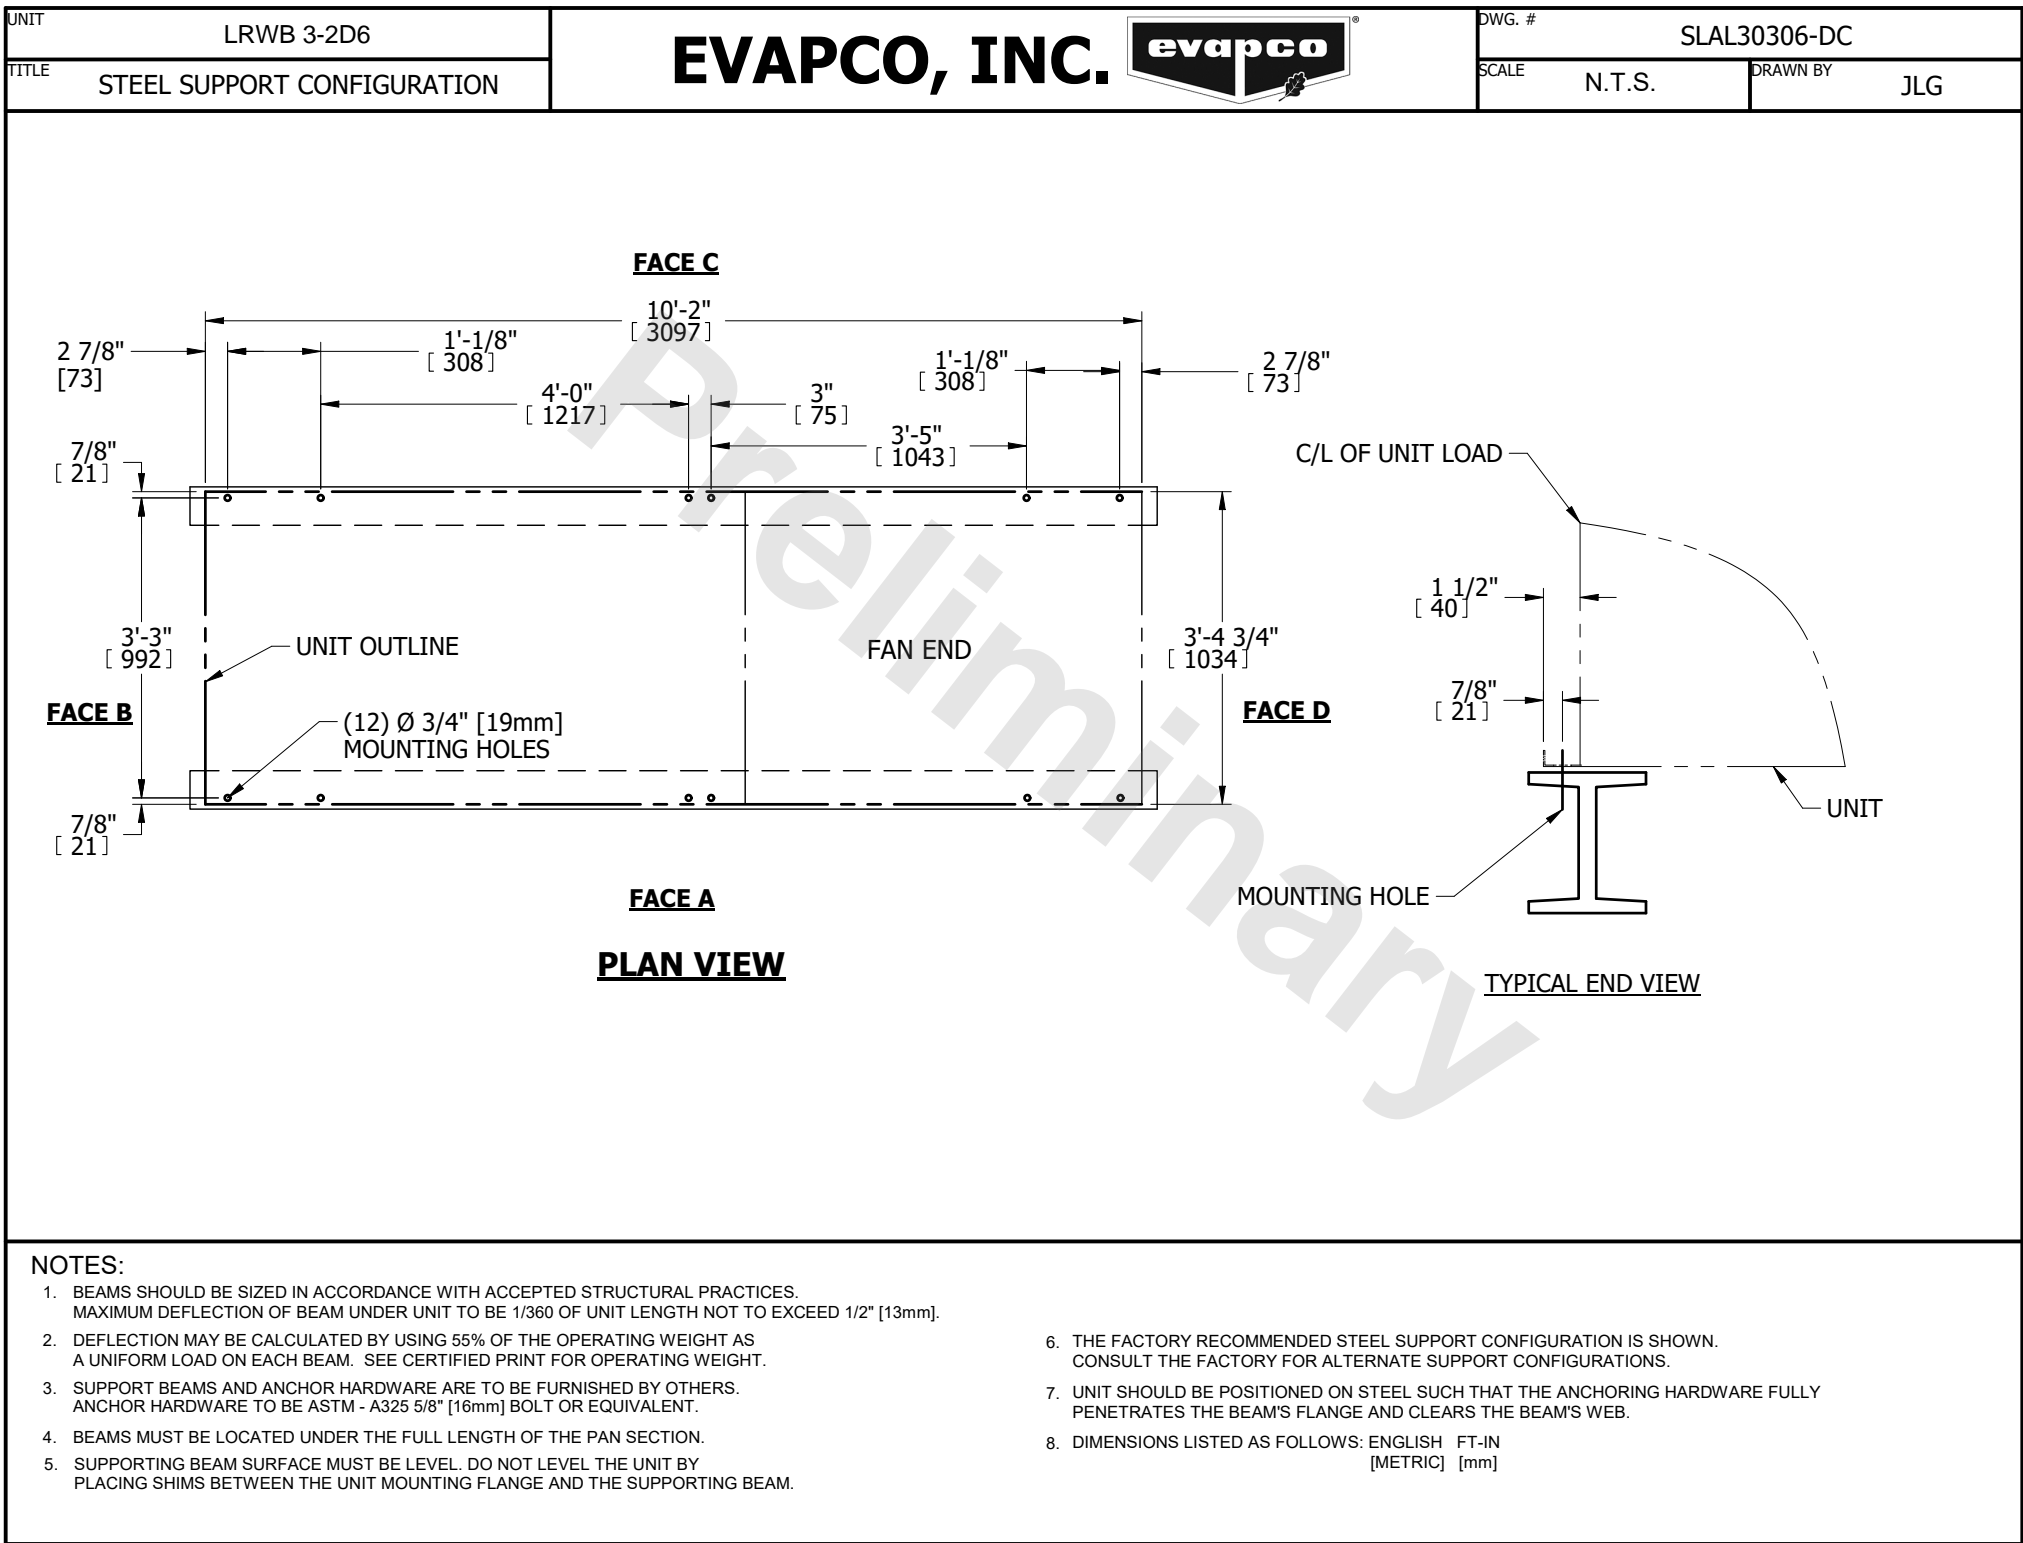 UNIT
LRWB 3-2D6
TITLE
STEEL SUPPORT CONFIGURATION
EVAPCO, INC.
evapco
®
DWG. #
SLAL30306-DC
SCALE
N.T.S.
DRAWN BY
JLG
FACE C
10'-2"
[ 3097]
2 7/8"
[73]
1'-1/8"
[ 308]
1'-1/8"
[ 308]
2 7/8"
[ 73]
4'-0"
[ 1217]
3"
[ 75]
3'-5"
[ 1043]
7/8"
[ 21]
C/L OF UNIT LOAD
1 1/2"
[ 40]
3'-3"
[ 992]
UNIT OUTLINE
FAN END
3'-4 3/4"
[ 1034]
7/8"
[ 21]
FACE B
(12) Ø 3/4" [19mm]
MOUNTING HOLES
FACE D
7/8"
[ 21]
UNIT
FACE A
MOUNTING HOLE
PLAN VIEW
TYPICAL END VIEW
Preliminary
NOTES:
1. BEAMS SHOULD BE SIZED IN ACCORDANCE WITH ACCEPTED STRUCTURAL PRACTICES.
MAXIMUM DEFLECTION OF BEAM UNDER UNIT TO BE 1/360 OF UNIT LENGTH NOT TO EXCEED 1/2" [13mm].
2. DEFLECTION MAY BE CALCULATED BY USING 55% OF THE OPERATING WEIGHT AS
A UNIFORM LOAD ON EACH BEAM. SEE CERTIFIED PRINT FOR OPERATING WEIGHT.
3. SUPPORT BEAMS AND ANCHOR HARDWARE ARE TO BE FURNISHED BY OTHERS.
ANCHOR HARDWARE TO BE ASTM - A325 5/8" [16mm] BOLT OR EQUIVALENT.
4. BEAMS MUST BE LOCATED UNDER THE FULL LENGTH OF THE PAN SECTION.
5. SUPPORTING BEAM SURFACE MUST BE LEVEL. DO NOT LEVEL THE UNIT BY
PLACING SHIMS BETWEEN THE UNIT MOUNTING FLANGE AND THE SUPPORTING BEAM.
6. THE FACTORY RECOMMENDED STEEL SUPPORT CONFIGURATION IS SHOWN.
CONSULT THE FACTORY FOR ALTERNATE SUPPORT CONFIGURATIONS.
7. UNIT SHOULD BE POSITIONED ON STEEL SUCH THAT THE ANCHORING HARDWARE FULLY
PENETRATES THE BEAM'S FLANGE AND CLEARS THE BEAM'S WEB.
8. DIMENSIONS LISTED AS FOLLOWS: ENGLISH FT-IN
[METRIC] [mm]